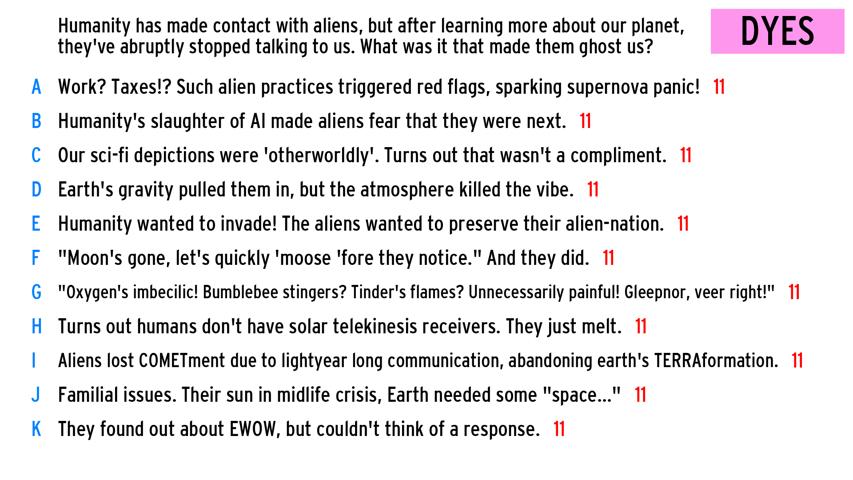 Humanity has made contact with aliens, but after learning more about our planet,
they've abruptly stopped talking to us. What was it that made them ghost us?
DYES
A Work? Taxes!? Such alien practices triggered red flags, sparking supernova panic! 11
B Humanity's slaughter of AI made aliens fear that they were next. 11
C Our sci-fi depictions were 'otherworldly'. Turns out that wasn't a compliment. 11
D Earth's gravity pulled them in, but the atmosphere killed the vibe. 11
E Humanity wanted to invade! The aliens wanted to preserve their alien-nation. 11
F "Moon's gone, let's quickly 'moose 'fore they notice." And they did. 11
G "Oxygen's imbecilic! Bumblebee stingers? Tinder's flames? Unnecessarily painful! Gleepnor, veer right!" 11
H Turns out humans don't have solar telekinesis receivers. They just melt. 11
I Aliens lost COMETment due to lightyear long communication, abandoning earth's TERRAformation. 11
J Familial issues. Their sun in midlife crisis, Earth needed some "space..." 11
K They found out about EWOW, but couldn't think of a response. 11